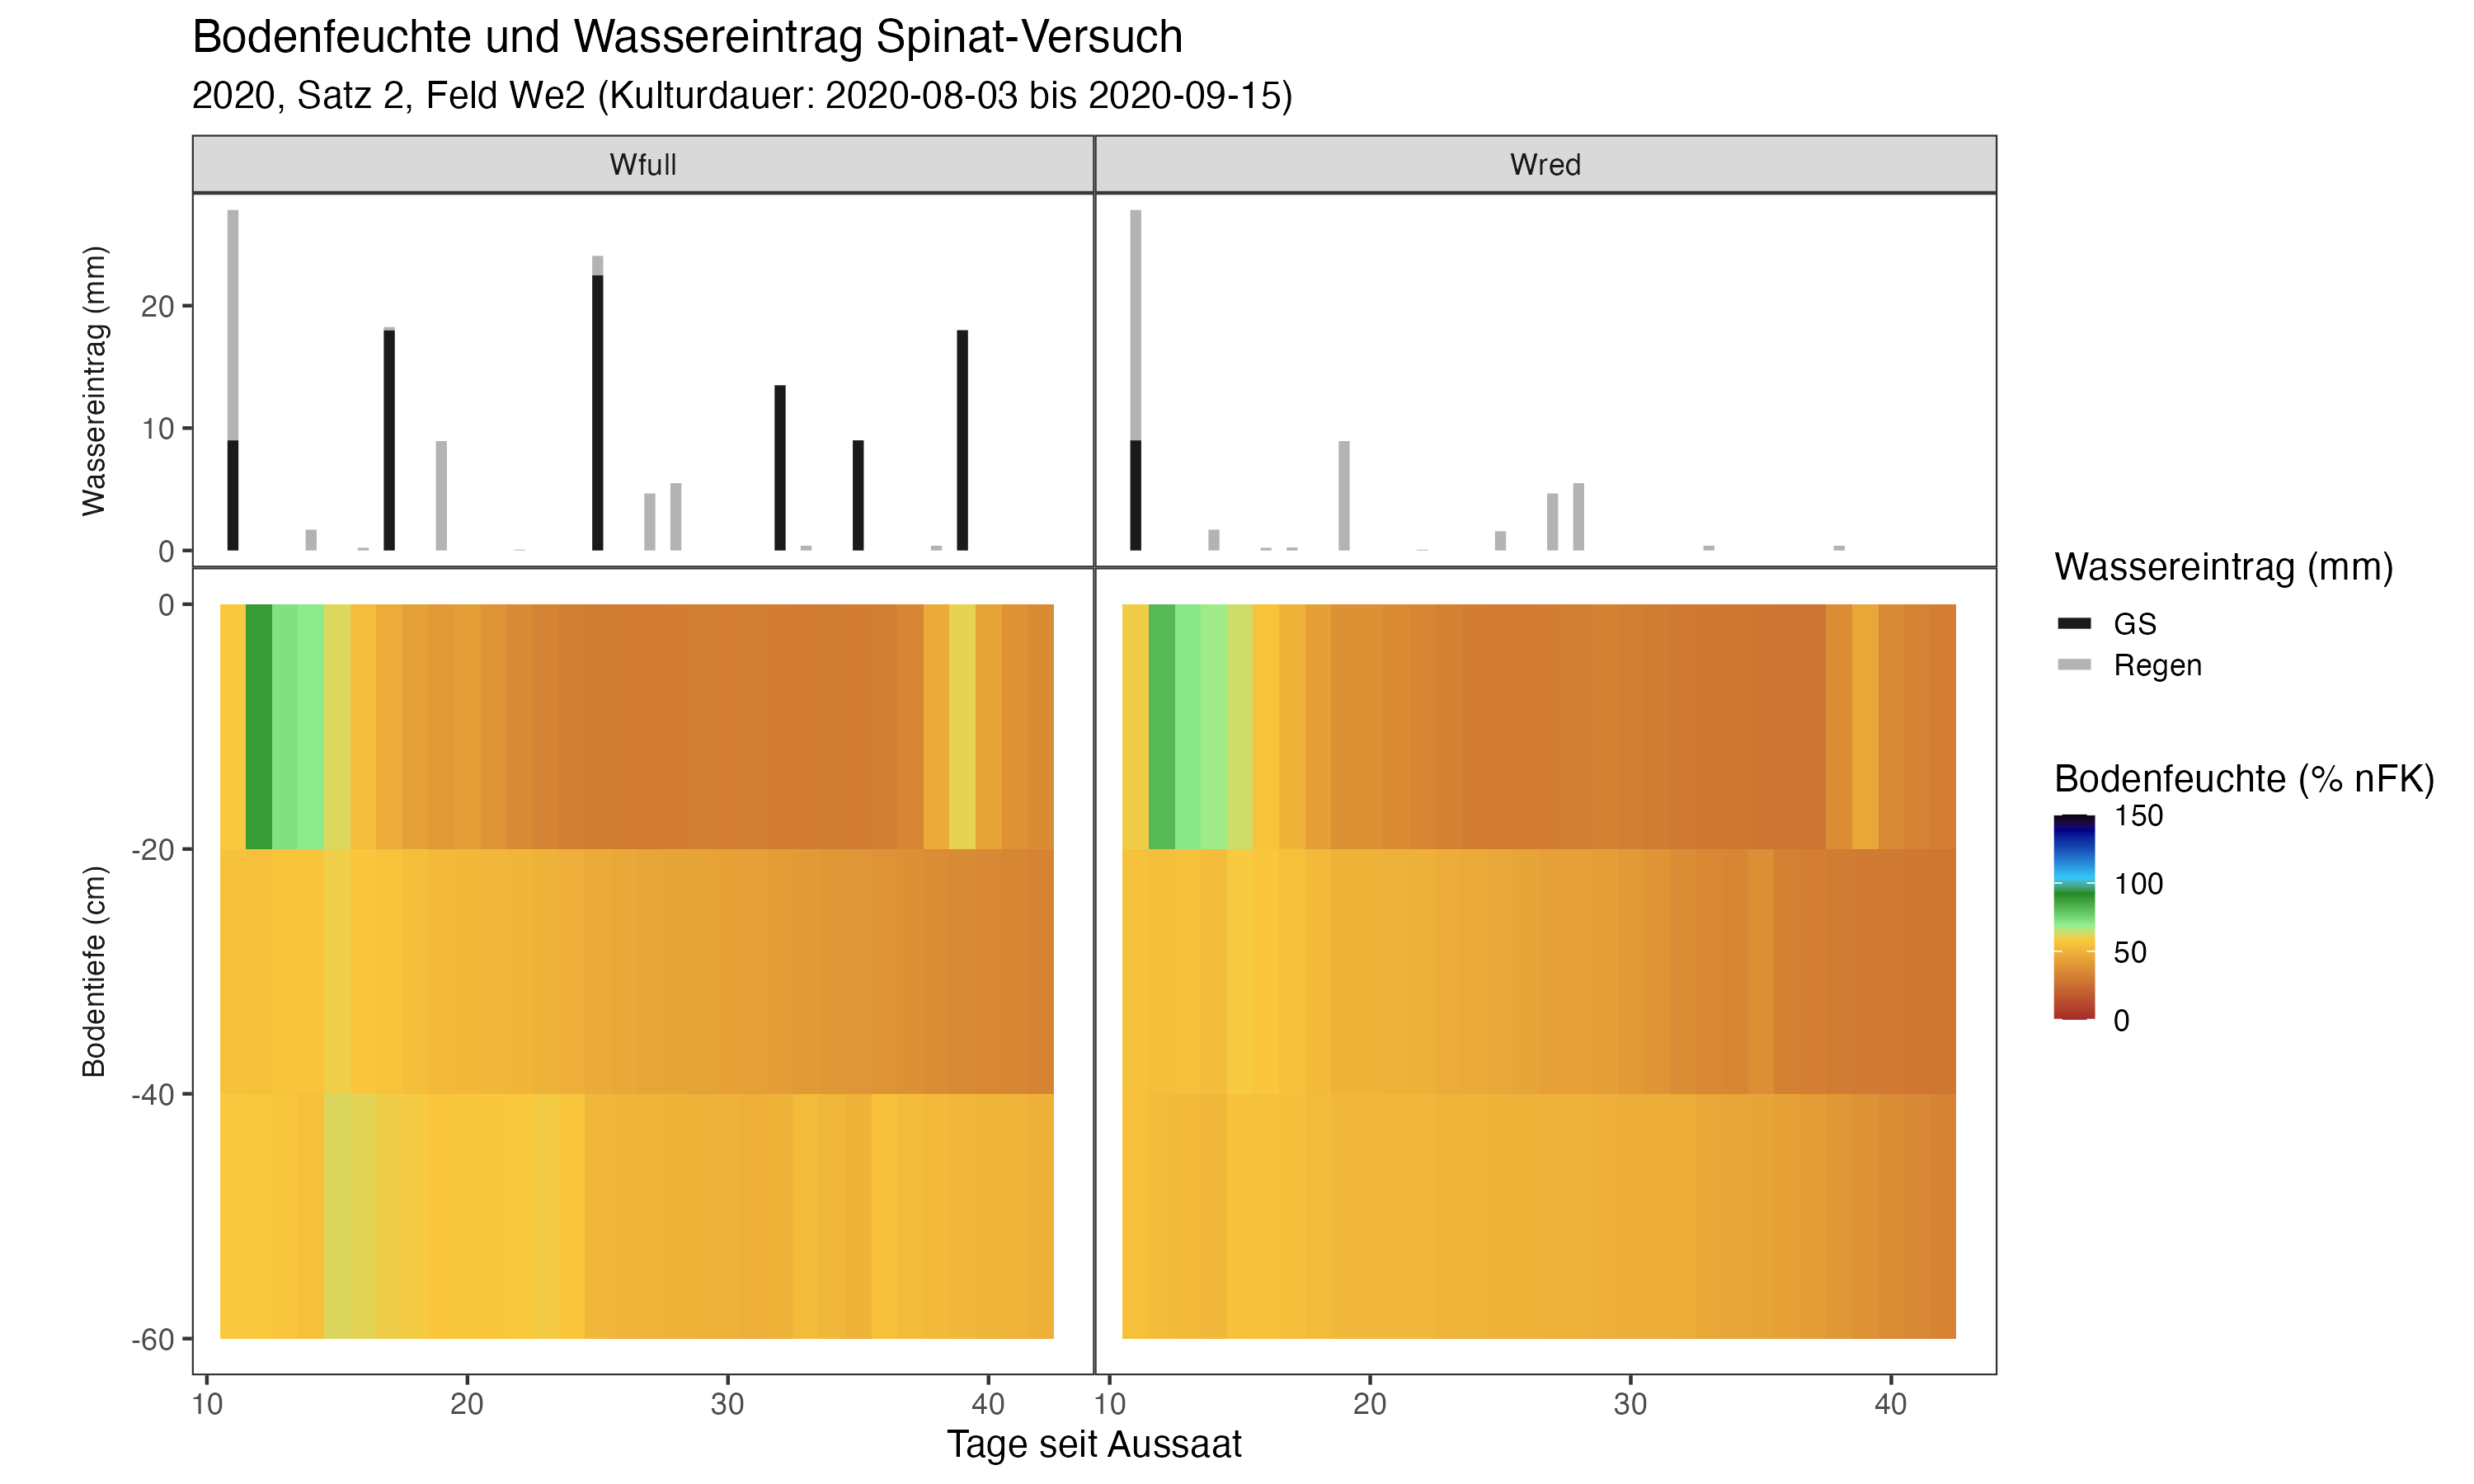 Bodenfeuchte und Wassereintrag Spinat-Versuch
2020, Satz 2, Feld We2 (Kulturdauer: 2020-08-03 bis 2020-09-15)
Wfull
Wred
Wassereintrag (mm)
20
10
0
Bodentiefe (cm)
0
-20
-40
-60
10
20
30
40
10
20
30
40
Tage seit Aussaat
Wassereintrag (mm)
GS
Regen
Bodenfeuchte (% nFK)
150
100
50
0